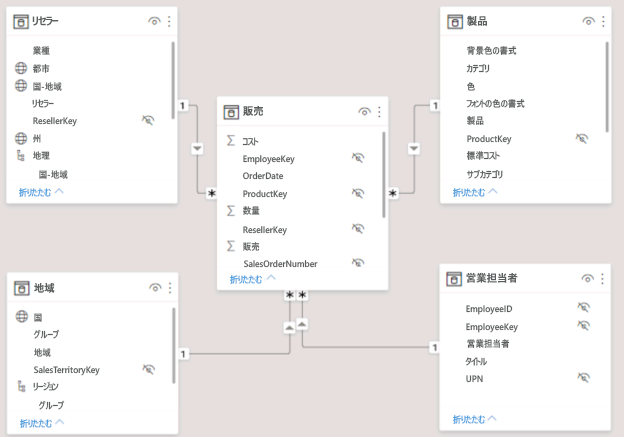 リセラー
業種
都市
国-地域
リセラー
ResellerKey
州
地理
国-地域
折りたたむ
製品
背景色の書式
カテゴリ
色
フォントの色の書式
製品
ProductKey
標準コスト
サブカテゴリ
折りたたむ
販売
コスト
EmployeeKey
OrderDate
ProductKey
数量
ResellerKey
販売
SalesOrderNumber
折りたたむ
地域
国
グループ
地域
SalesTerritoryKey
リージョン
グループ
折りたたむ
営業担当者
EmployeeID
EmployeeKey
営業担当者
タイトル
UPN
折りたたむ
1
*
1
*
1
*
1
*